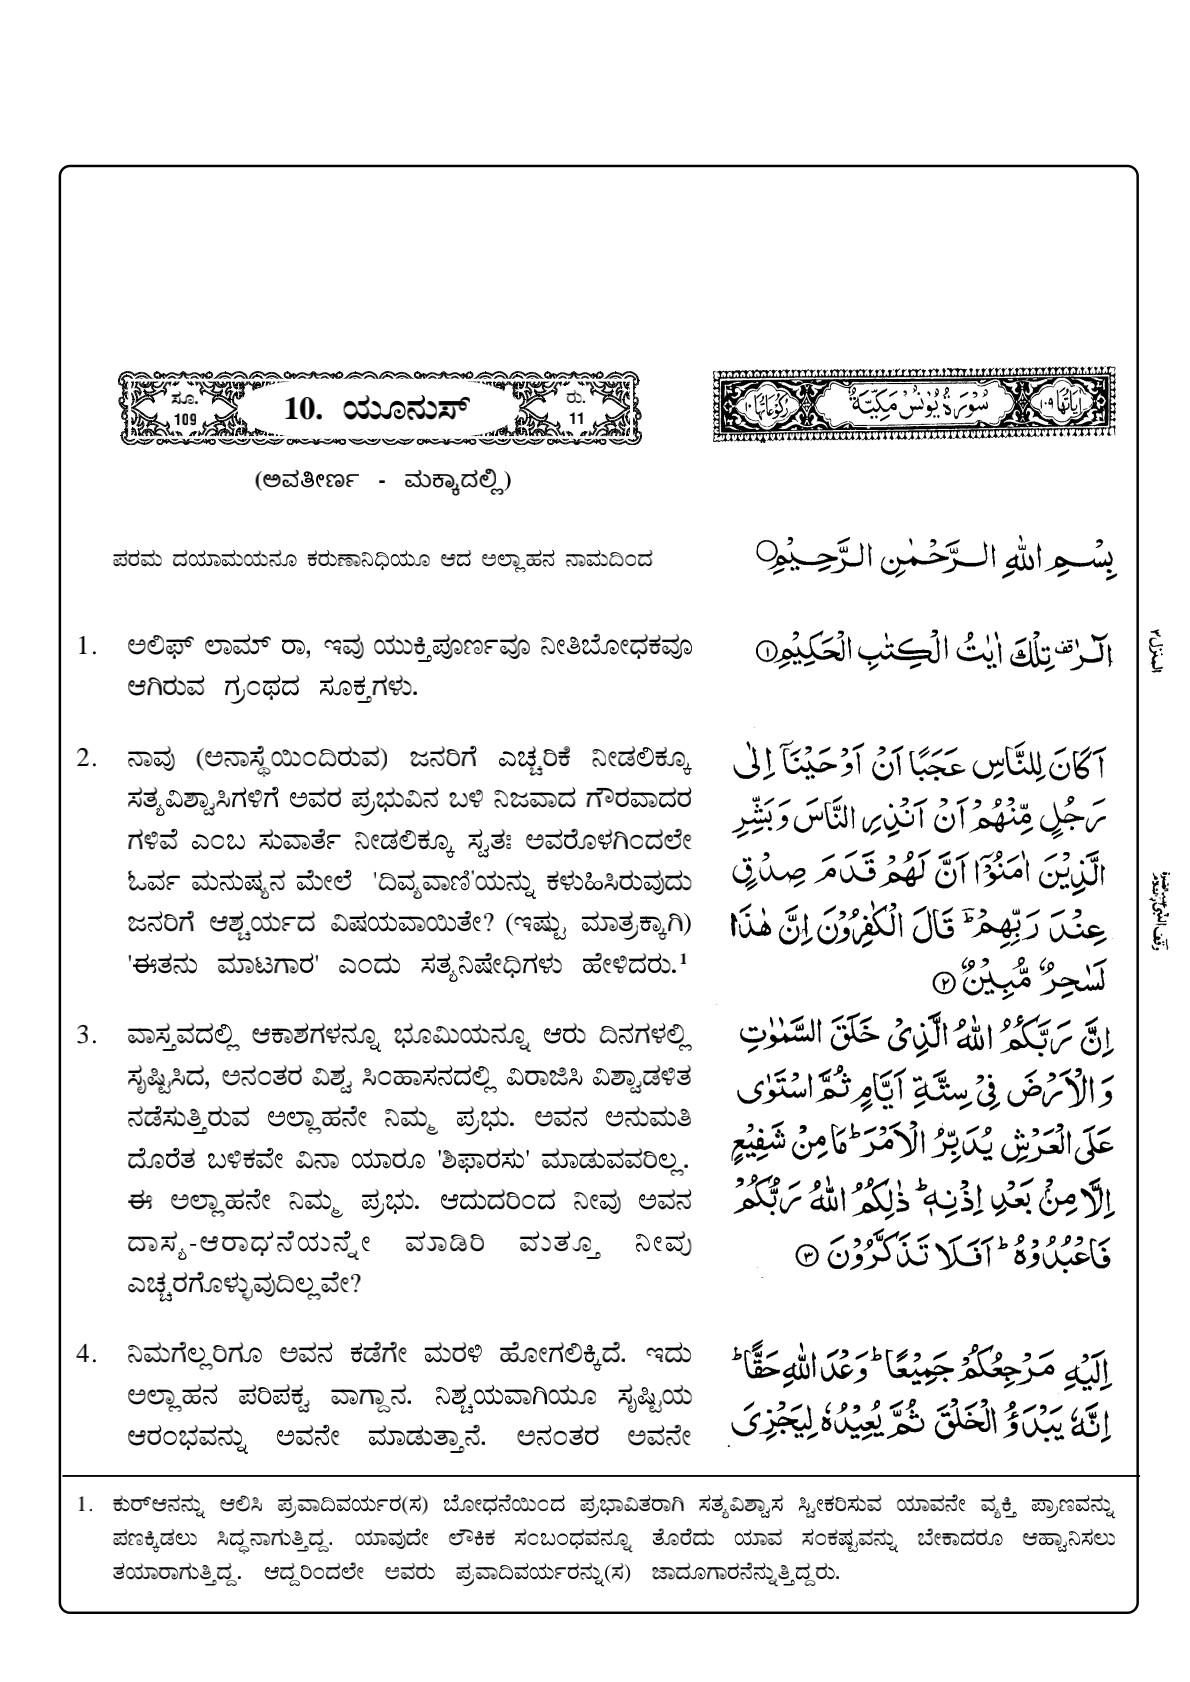 ಸೂ.
109
10. ಯೂನುಸ್
ರು.
11
(ಅವತೀರ್ಣ - ಮಕ್ಕಾದಲ್ಲಿ)
ಪರಮ ದಯಾಮಯನೂ ಕರುಣಾನಿಧಿಯೂ ಆದ ಅಲ್ಲಾಹನ ನಾಮದಿಂದ
1. ಅಲಿಫ್ ಲಾಮ್ ರಾ, ಇವು ಯುಕ್ತಿಪೂರ್ಣವೂ ನೀತಿಬೋಧಕವೂ
ಆಗಿರುವ ಗ್ರಂಥದ ಸೂಕ್ತಗಳು.
2. ನಾವು (ಅನಾಸ್ಥೆಯಿಂದಿರುವ) ಜನರಿಗೆ ಎಚ್ಚರಿಕೆ ನೀಡಲಿಕ್ಕೂ
ಸತ್ಯವಿಶ್ವಾಸಿಗಳಿಗೆ ಅವರ ಪ್ರಭುವಿನ ಬಳಿ ನಿಜವಾದ ಗೌರವಾದರ
ಗಳಿವೆ ಎಂಬ ಸುವಾರ್ತೆ ನೀಡಲಿಕ್ಕೂ ಸ್ವತಃ ಅವರೊಳಗಿಂದಲೇ
ಓರ್ವ ಮನುಷ್ಯನ ಮೇಲೆ 'ದಿವ್ಯವಾಣಿ'ಯನ್ನು ಕಳುಹಿಸಿರುವುದು
ಜನರಿಗೆ ಆಶ್ಚರ್ಯದ ವಿಷಯವಾಯಿತೇ? (ಇಷ್ಟು ಮಾತ್ರಕ್ಕಾಗಿ)
'ಈತನು ಮಾಟಗಾರ' ಎಂದು ಸತ್ಯನಿಷೇಧಿಗಳು ಹೇಳಿದರು.¹
3. ವಾಸ್ತವದಲ್ಲಿ ಆಕಾಶಗಳನ್ನೂ ಭೂಮಿಯನ್ನೂ ಆರು ದಿನಗಳಲ್ಲಿ
ಸೃಷ್ಟಿಸಿದ, ಅನಂತರ ವಿಶ್ವ ಸಿಂಹಾಸನದಲ್ಲಿ ವಿರಾಜಿಸಿ ವಿಶ್ವಾಡಳಿತ
ನಡೆಸುತ್ತಿರುವ ಅಲ್ಲಾಹನೇ ನಿಮ್ಮ ಪ್ರಭು. ಅವನ ಅನುಮತಿ
ದೊರೆತ ಬಳಿಕವೇ ವಿನಾ ಯಾರೂ 'ಶಿಫಾರಸು' ಮಾಡುವವರಿಲ್ಲ.
ಈ ಅಲ್ಲಾಹನೇ ನಿಮ್ಮ ಪ್ರಭು. ಆದುದರಿಂದ ನೀವು ಅವನ
ದಾಸ್ಯ-ಆರಾಧನೆಯನ್ನೇ ಮಾಡಿರಿ ಮತ್ತೂ ನೀವು
ಎಚ್ಚರಗೊಳ್ಳುವುದಿಲ್ಲವೇ?
4. ನಿಮಗೆಲ್ಲರಿಗೂ ಅವನ ಕಡೆಗೇ ಮರಳಿ ಹೋಗಲಿಕ್ಕಿದೆ. ಇದು
ಅಲ್ಲಾಹನ ಪರಿಪಕ್ವ ವಾಗ್ದಾನ. ನಿಶ್ಚಯವಾಗಿಯೂ ಸೃಷ್ಟಿಯ
ಆರಂಭವನ್ನು ಅವನೇ ಮಾಡುತ್ತಾನೆ. ಅನಂತರ ಅವನೇ
اٰيَاتُهَا ١٠٩
سُوْرَةُ يُوْنُسَ مَكِّيَّةٌ
رُكُوْعَاتُهَا ١٠
بِسْمِ اللّٰهِ الرَّحْمٰنِ الرَّحِيْمِ○
الٓرٰ قف تِلْكَ اٰيٰتُ الْكِتٰبِ الْحَكِيْمِ ۝١
اَكَانَ لِلنَّاسِ عَجَبًا اَنْ اَوْحَيْنَآ اِلٰى
رَجُلٍ مِّنْهُمْ اَنْ اَنْذِرِ النَّاسَ وَبَشِّرِ
الَّذِيْنَ اٰمَنُوْٓا اَنَّ لَهُمْ قَدَمَ صِدْقٍ
عِنْدَ رَبِّهِمْ ؕ قَالَ الْكٰفِرُوْنَ اِنَّ هٰذَا
لَسٰحِرٌ مُّبِيْنٌ ۝٢
اِنَّ رَبَّكُمُ اللّٰهُ الَّذِيْ خَلَقَ السَّمٰوٰتِ
وَالْاَرْضَ فِيْ سِتَّةِ اَيَّامٍ ثُمَّ اسْتَوٰى
عَلَى الْعَرْشِ يُدَبِّرُ الْاَمْرَ ؕ مَا مِنْ شَفِيْعٍ
اِلَّا مِنْۢ بَعْدِ اِذْنِهٖ ؕ ذٰلِكُمُ اللّٰهُ رَبُّكُمْ
فَاعْبُدُوْهُ ؕ اَفَلَا تَذَكَّرُوْنَ ۝٣
اِلَيْهِ مَرْجِعُكُمْ جَمِيْعًا ؕ وَعْدَ اللّٰهِ حَقًّا ؕ
اِنَّهٗ يَبْدَؤُا الْخَلْقَ ثُمَّ يُعِيْدُهٗ لِيَجْزِيَ
المنزل ٣
1. ಕುರ್‌ಆನನ್ನು ಆಲಿಸಿ ಪ್ರವಾದಿವರ್ಯರ(ಸ) ಬೋಧನೆಯಿಂದ ಪ್ರಭಾವಿತರಾಗಿ ಸತ್ಯವಿಶ್ವಾಸ ಸ್ವೀಕರಿಸುವ ಯಾವನೇ ವ್ಯಕ್ತಿ ಪ್ರಾಣವನ್ನು
ಪಣಕ್ಕಿಡಲು ಸಿದ್ಧನಾಗುತ್ತಿದ್ದ. ಯಾವುದೇ ಲೌಕಿಕ ಸಂಬಂಧವನ್ನೂ ತೊರೆದು ಯಾವ ಸಂಕಷ್ಟವನ್ನು ಬೇಕಾದರೂ ಆಹ್ವಾನಿಸಲು
ತಯಾರಾಗುತ್ತಿದ್ದ. ಆದ್ದರಿಂದಲೇ ಅವರು ಪ್ರವಾದಿವರ್ಯರನ್ನು(ಸ) ಜಾದೂಗಾರನೆನ್ನುತ್ತಿದ್ದರು.